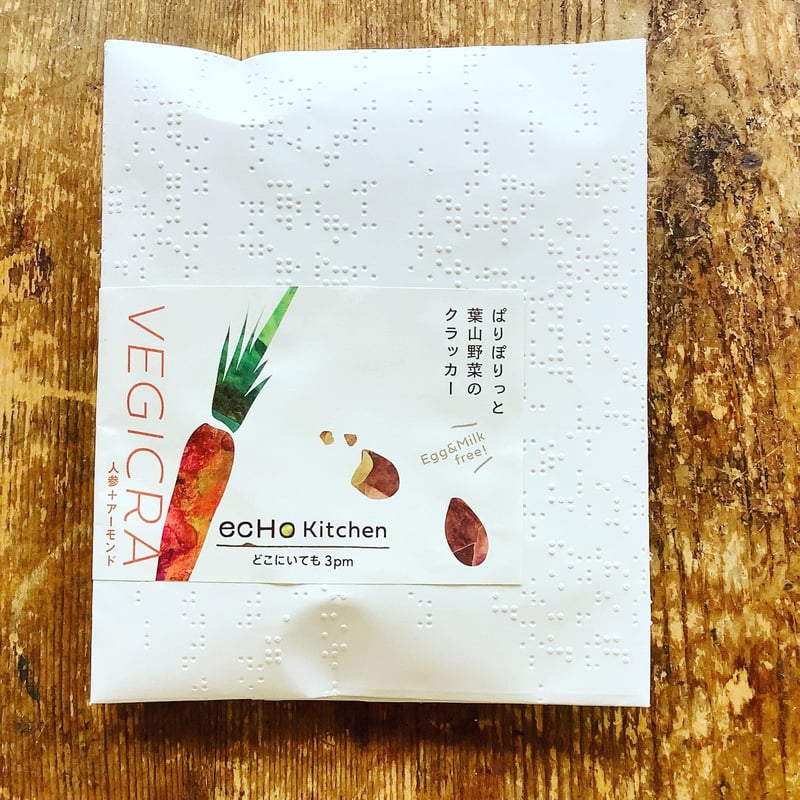 VEGICRA
人参+アーモンド
ぱりぽりっと
葉山野菜の
クラッカー
Egg&Milk
free!
ecHo Kitchen
どこにいても 3pm